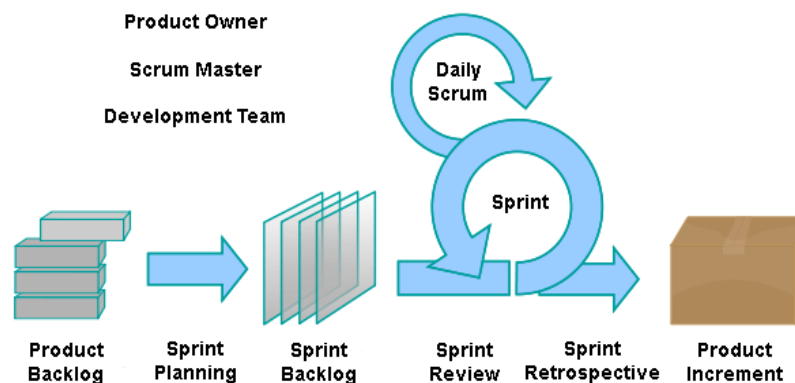 Product Owner
Scrum Master
Development Team
Daily
Scrum
Sprint
Product
Backlog
Sprint
Planning
Sprint
Backlog
Sprint
Review
Sprint
Retrospective
Product
Increment